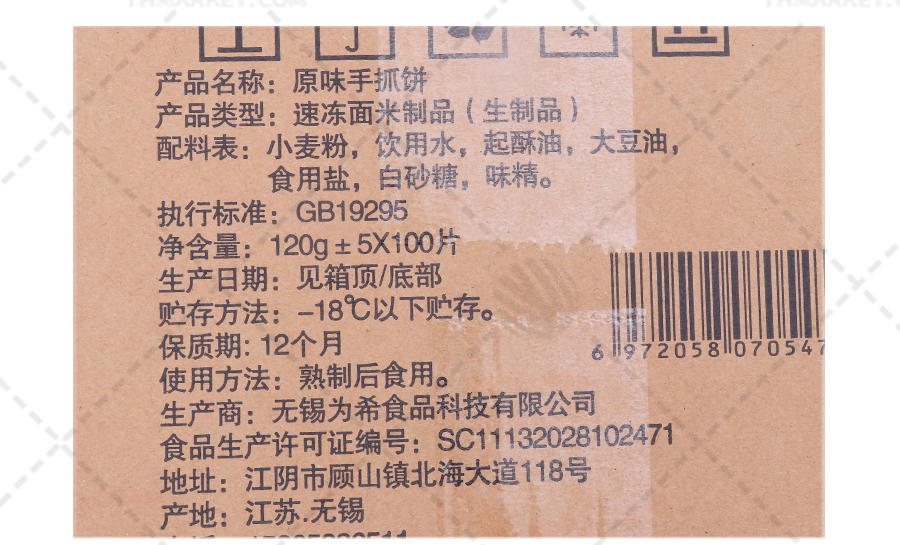 产品名称：原味手抓饼
产品类型：速冻面米制品（生制品）
配料表：小麦粉，饮用水，起酥油，大豆油，
食用盐，白砂糖，味精。
执行标准：GB19295
净含量：120g±5X100片
生产日期：见箱顶/底部
贮存方法：-18℃以下贮存。
6 972058 070547
保质期：12个月
使用方法：熟制后食用。
生产商：无锡为希食品科技有限公司
食品生产许可证编号：SC11132028102471
地址：江阴市顾山镇北海大道118号
产地：江苏.无锡